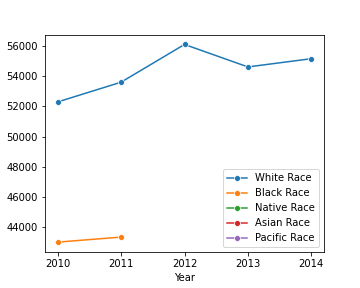 56000
54000
52000
50000
48000
46000
44000
White Race
Black Race
Native Race
Asian Race
Pacific Race
2010 2011 2012 2013 2014
Year